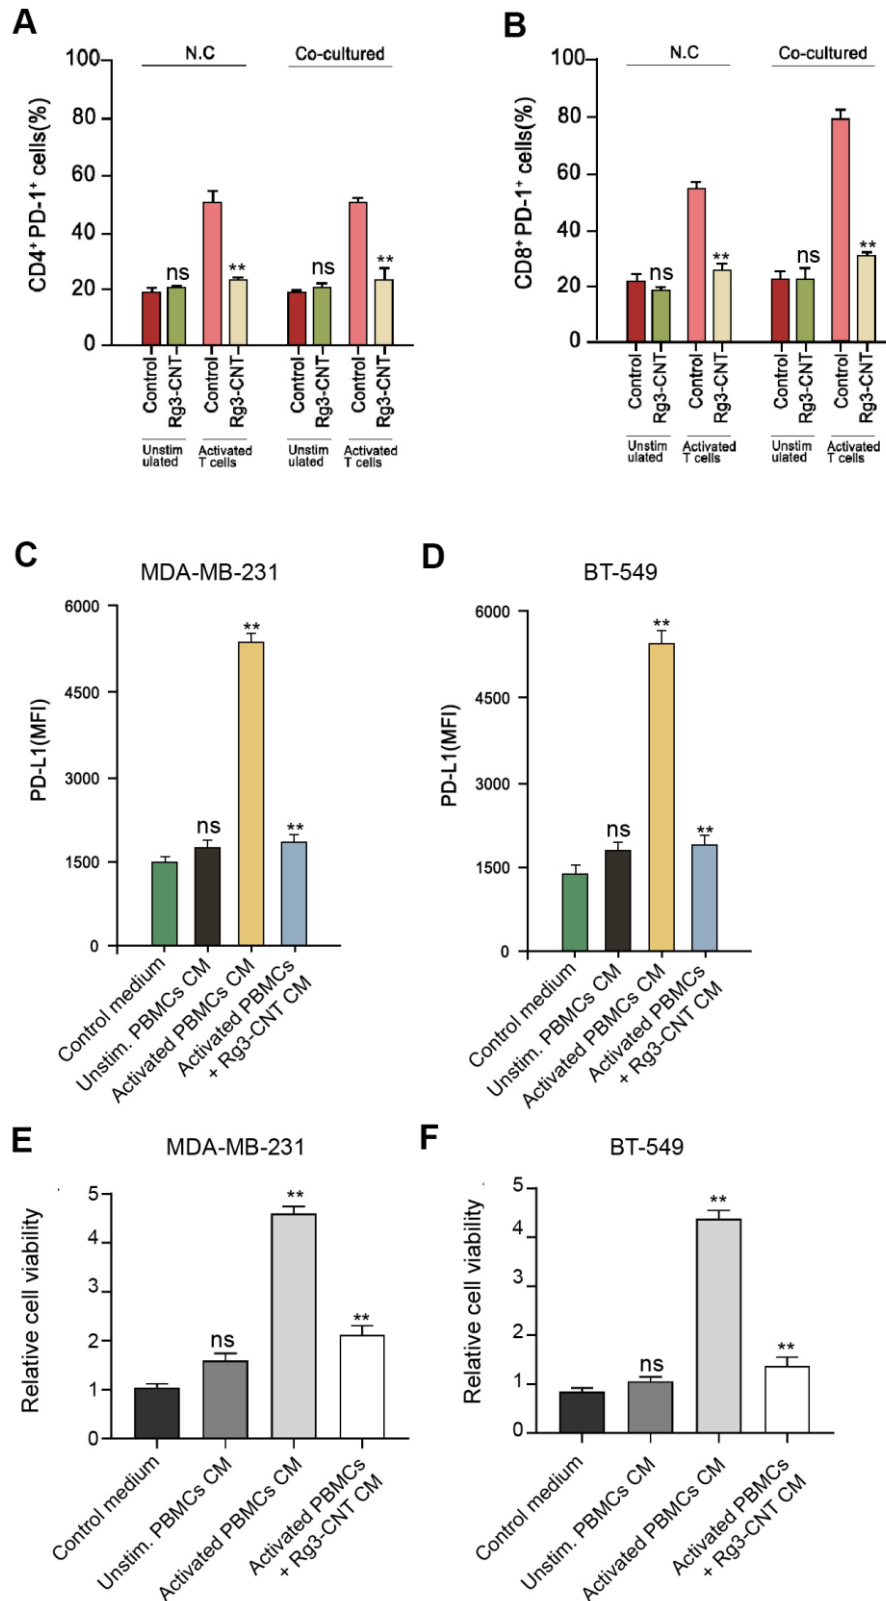 A
N.C
Co-cultured
CD4⁺ PD-1⁺ cells(%)
100
80
60
40
20
0
ns
**
ns
**
Control
Rg3-CNT
Control
Rg3-CNT
Control
Rg3-CNT
Control
Rg3-CNT
Unstim
ulated
Activated
T cells
Unstim
ulated
Activated
T cells
B
N.C
Co-cultured
CD8⁺ PD-1⁺ cells(%)
100
80
60
40
20
0
ns
**
ns
**
Control
Rg3-CNT
Control
Rg3-CNT
Control
Rg3-CNT
Control
Rg3-CNT
Unstim
ulated
Activated
T cells
Unstim
ulated
Activated
T cells
C
MDA-MB-231
PD-L1(MFI)
6000
4500
3000
1500
0
ns
**
**
Control medium
Unstim. PBMCs CM
Activated PBMCs CM
Activated PBMCs
+ Rg3-CNT CM
D
BT-549
PD-L1(MFI)
6000
4500
3000
1500
0
ns
**
**
Control medium
Unstim. PBMCs CM
Activated PBMCs CM
Activated PBMCs
+ Rg3-CNT CM
E
MDA-MB-231
Relative cell viability
5
4
3
2
1
0
ns
**
**
Control medium
Unstim. PBMCs CM
Activated PBMCs CM
Activated PBMCs
+ Rg3-CNT CM
F
BT-549
Relative cell viability
5
4
3
2
1
0
ns
**
**
Control medium
Unstim. PBMCs CM
Activated PBMCs CM
Activated PBMCs
+ Rg3-CNT CM